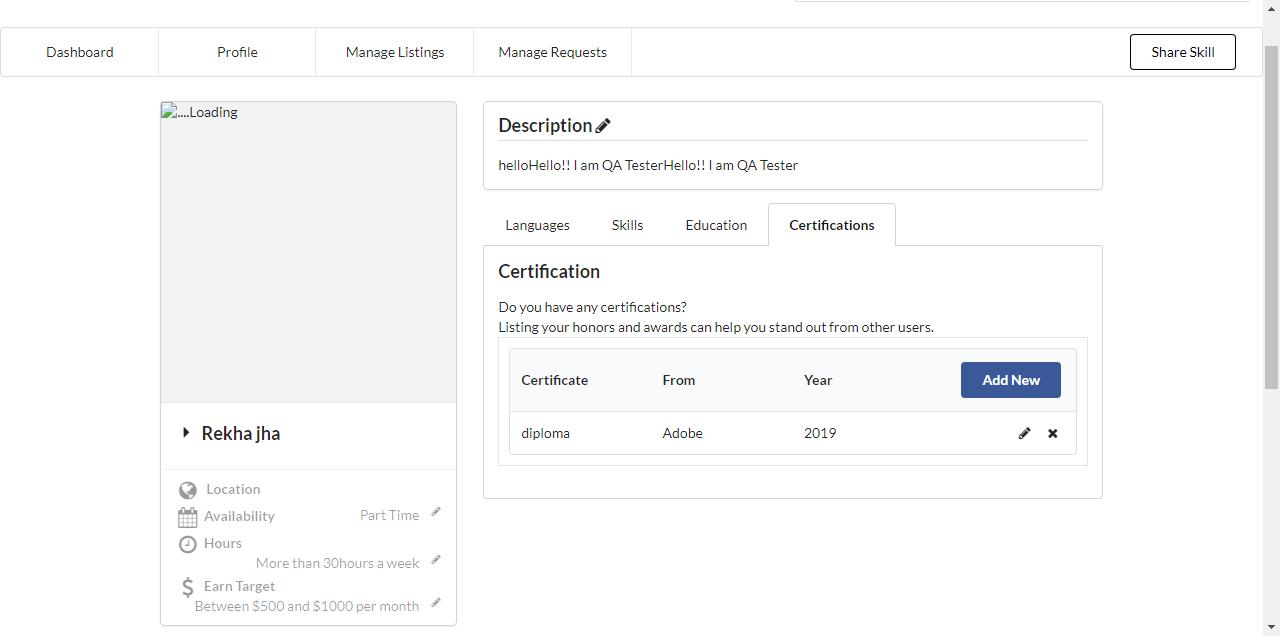 Dashboard Profile Manage Listings Manage Requests Share Skill
....Loading
Rekha jha
Location
Availability Part Time
Hours
More than 30hours a week
Earn Target
Between $500 and $1000 per month
Description
helloHello!! I am QA TesterHello!! I am QA Tester
Languages Skills Education Certifications
Certification
Do you have any certifications?
Listing your honors and awards can help you stand out from other users.
Certificate From Year Add New
diploma Adobe 2019